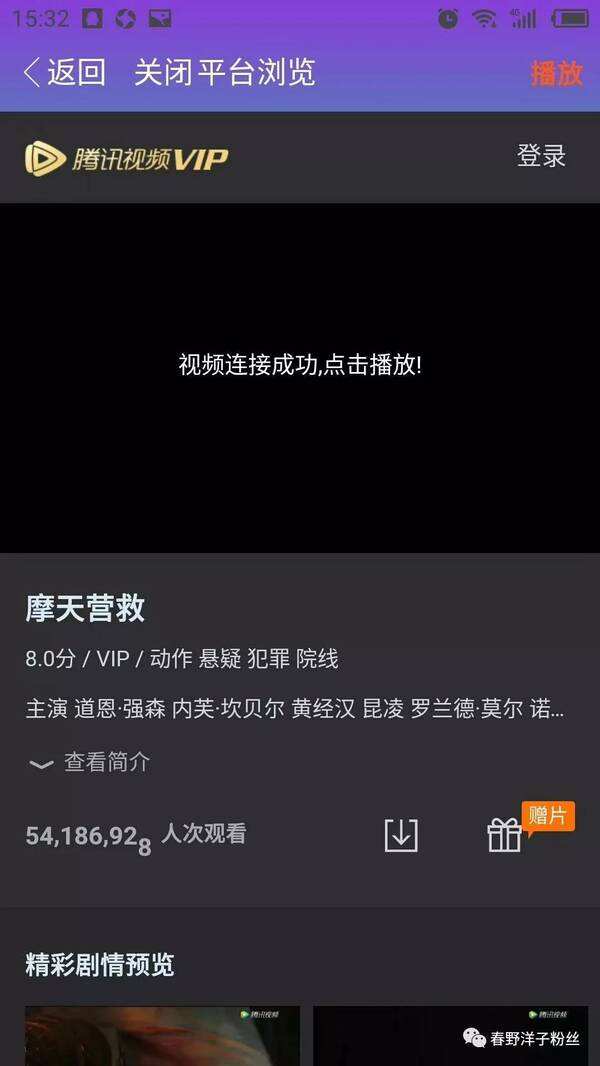 15:32
4G
返回 关闭平台浏览 播放
腾讯视频VIP 登录
视频连接成功,点击播放!
摩天营救
8.0分 / VIP / 动作 悬疑 犯罪 院线
主演 道恩·强森 内芙·坎贝尔 黄经汉 昆凌 罗兰德·莫尔 诺...
查看简介
54,186,928 人次观看 赠片
精彩剧情预览
腾讯视频 腾讯视频
春野洋子粉丝